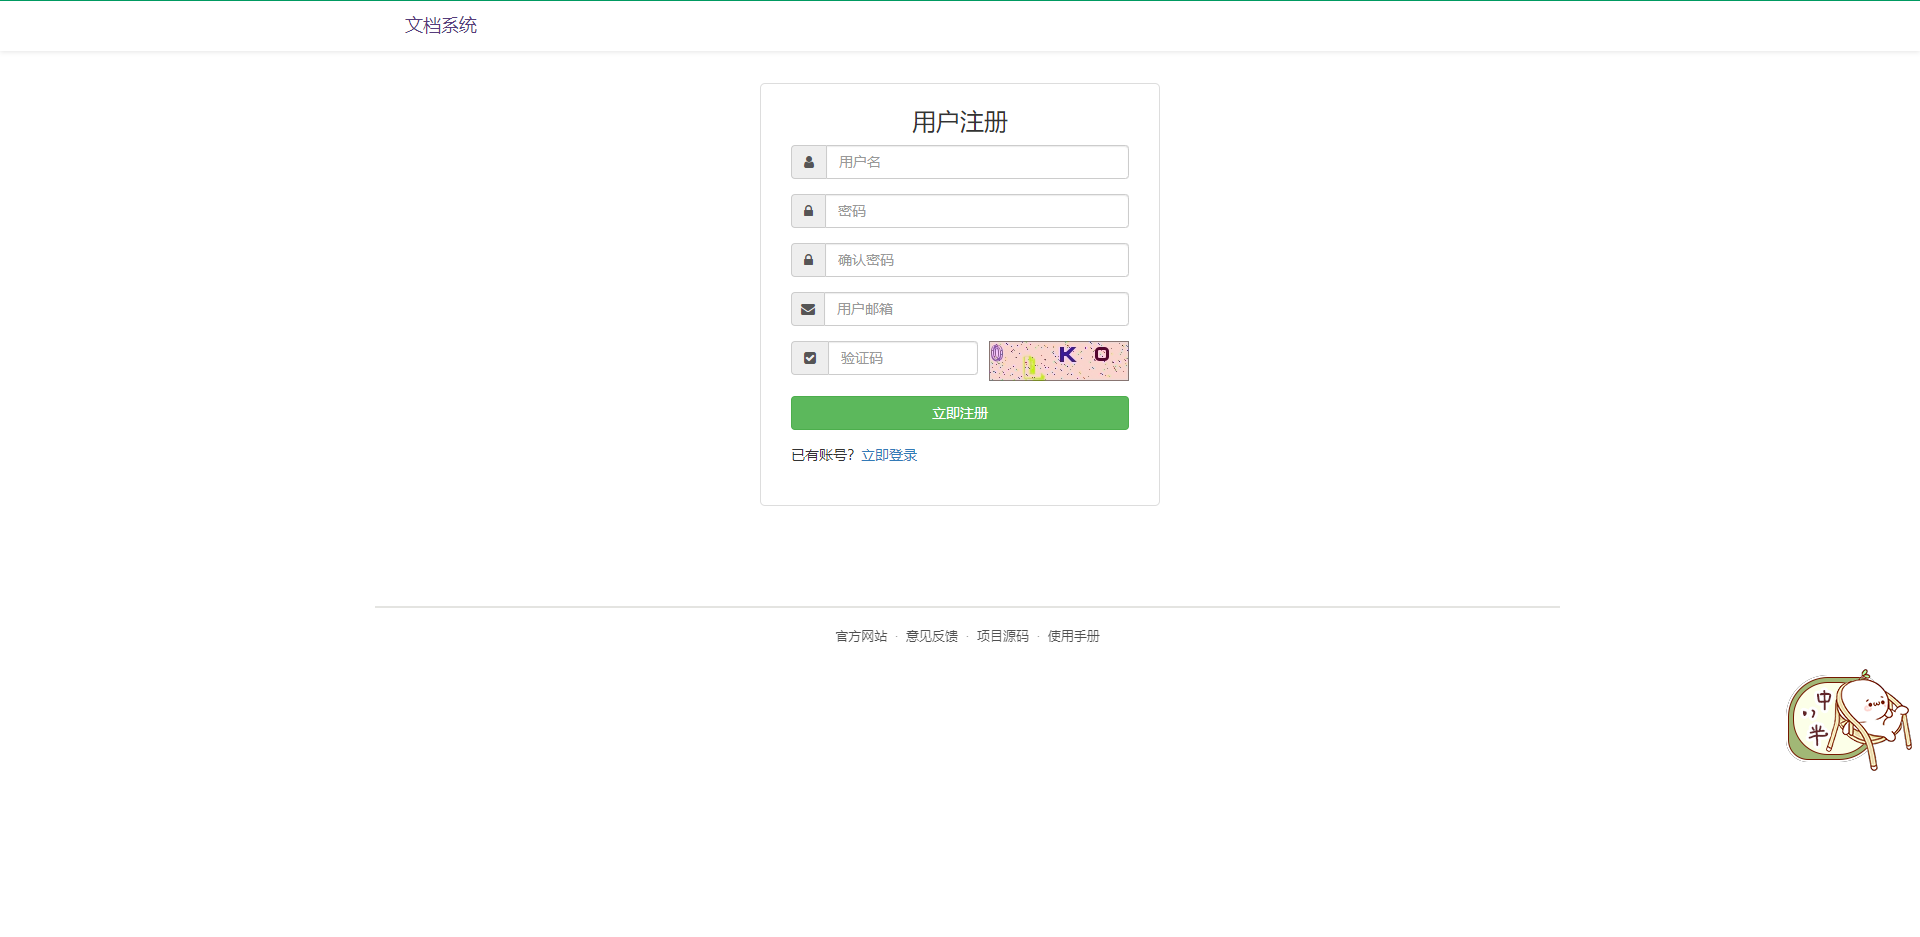 文档系统
用户注册
用户名
密码
确认密码
用户邮箱
验证码
K O
立即注册
已有账号? 立即登录
官方网站 · 意见反馈 · 项目源码 · 使用手册
中
半